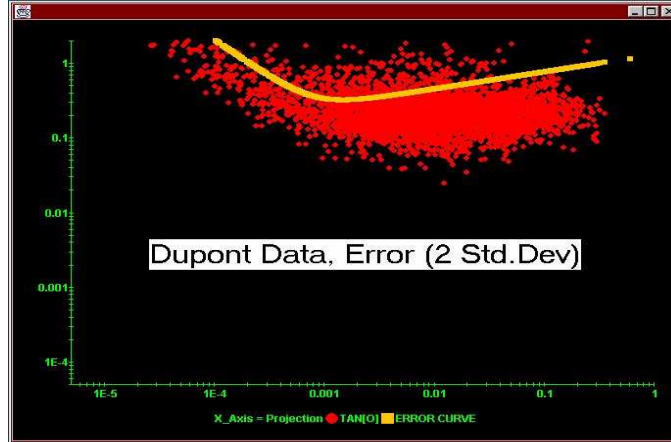 1
0.1
0.01
Dupont Data, Error (2 Std.Dev)
0.001
1E-4
1E-5 1E-4 0.001 0.01 0.1 1
X_Axis = Projection TAN[O] ERROR CURVE